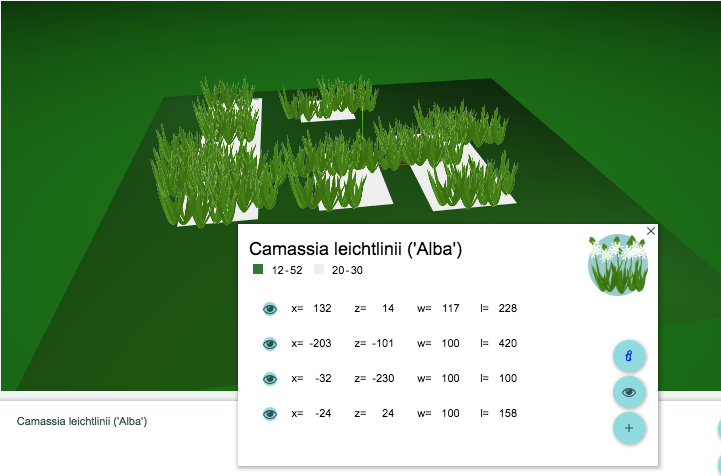 Camassia leichtlinii ('Alba')
12-52 20-30
x= 132 z= 14 w= 117 l= 228
x= -203 z= -101 w= 100 l= 420
x= -32 z= -230 w= 100 l= 100
x= -24 z= 24 w= 100 l= 158
Camassia leichtlinii ('Alba')